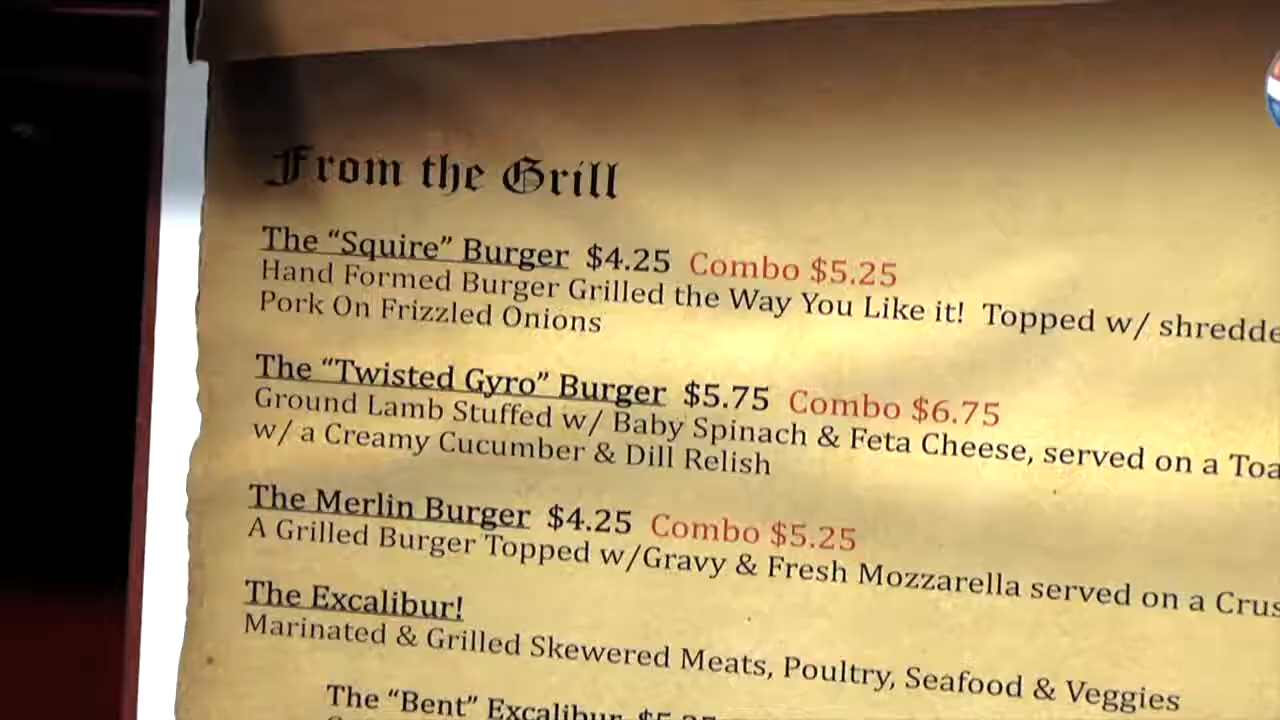 From the Grill
The “Squire” Burger $4.25 Combo $5.25
Hand Formed Burger Grilled the Way You Like it! Topped w/ shredde
Pork On Frizzled Onions
The “Twisted Gyro” Burger $5.75 Combo $6.75
Ground Lamb Stuffed w/ Baby Spinach & Feta Cheese, served on a Toa
w/ a Creamy Cucumber & Dill Relish
The Merlin Burger $4.25 Combo $5.25
A Grilled Burger Topped w/Gravy & Fresh Mozzarella served on a Crus
The Excalibur!
Marinated & Grilled Skewered Meats, Poultry, Seafood & Veggies
The “Bent” Excalibur